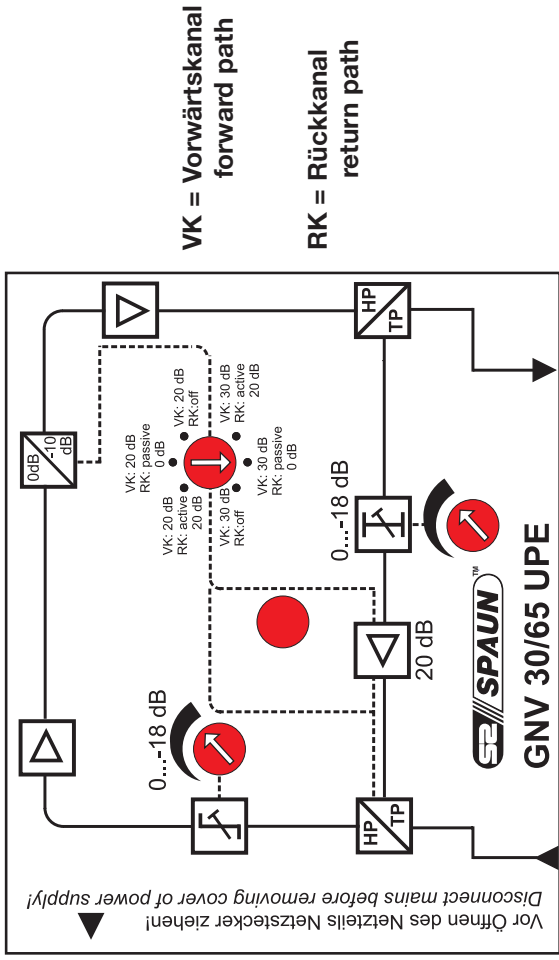 VK = Vorwärtskanal
forward path
RK = Rückkanal
return path
Vor Öffnen des Netzteils Netzstecker ziehen!
Disconnect mains before removing cover of power supply!
0dB
-10
dB
VK: 20 dB
RK: active
20 dB
VK: 20 dB
RK: passive
0 dB
VK: 20 dB
RK:off
VK: 30 dB
RK:off
VK: 30 dB
RK: passive
0 dB
VK: 30 dB
RK: active
20 dB
0...-18 dB
HP
TP
20 dB
0...-18 dB
HP
TP
SPAUN™
GNV 30/65 UPE